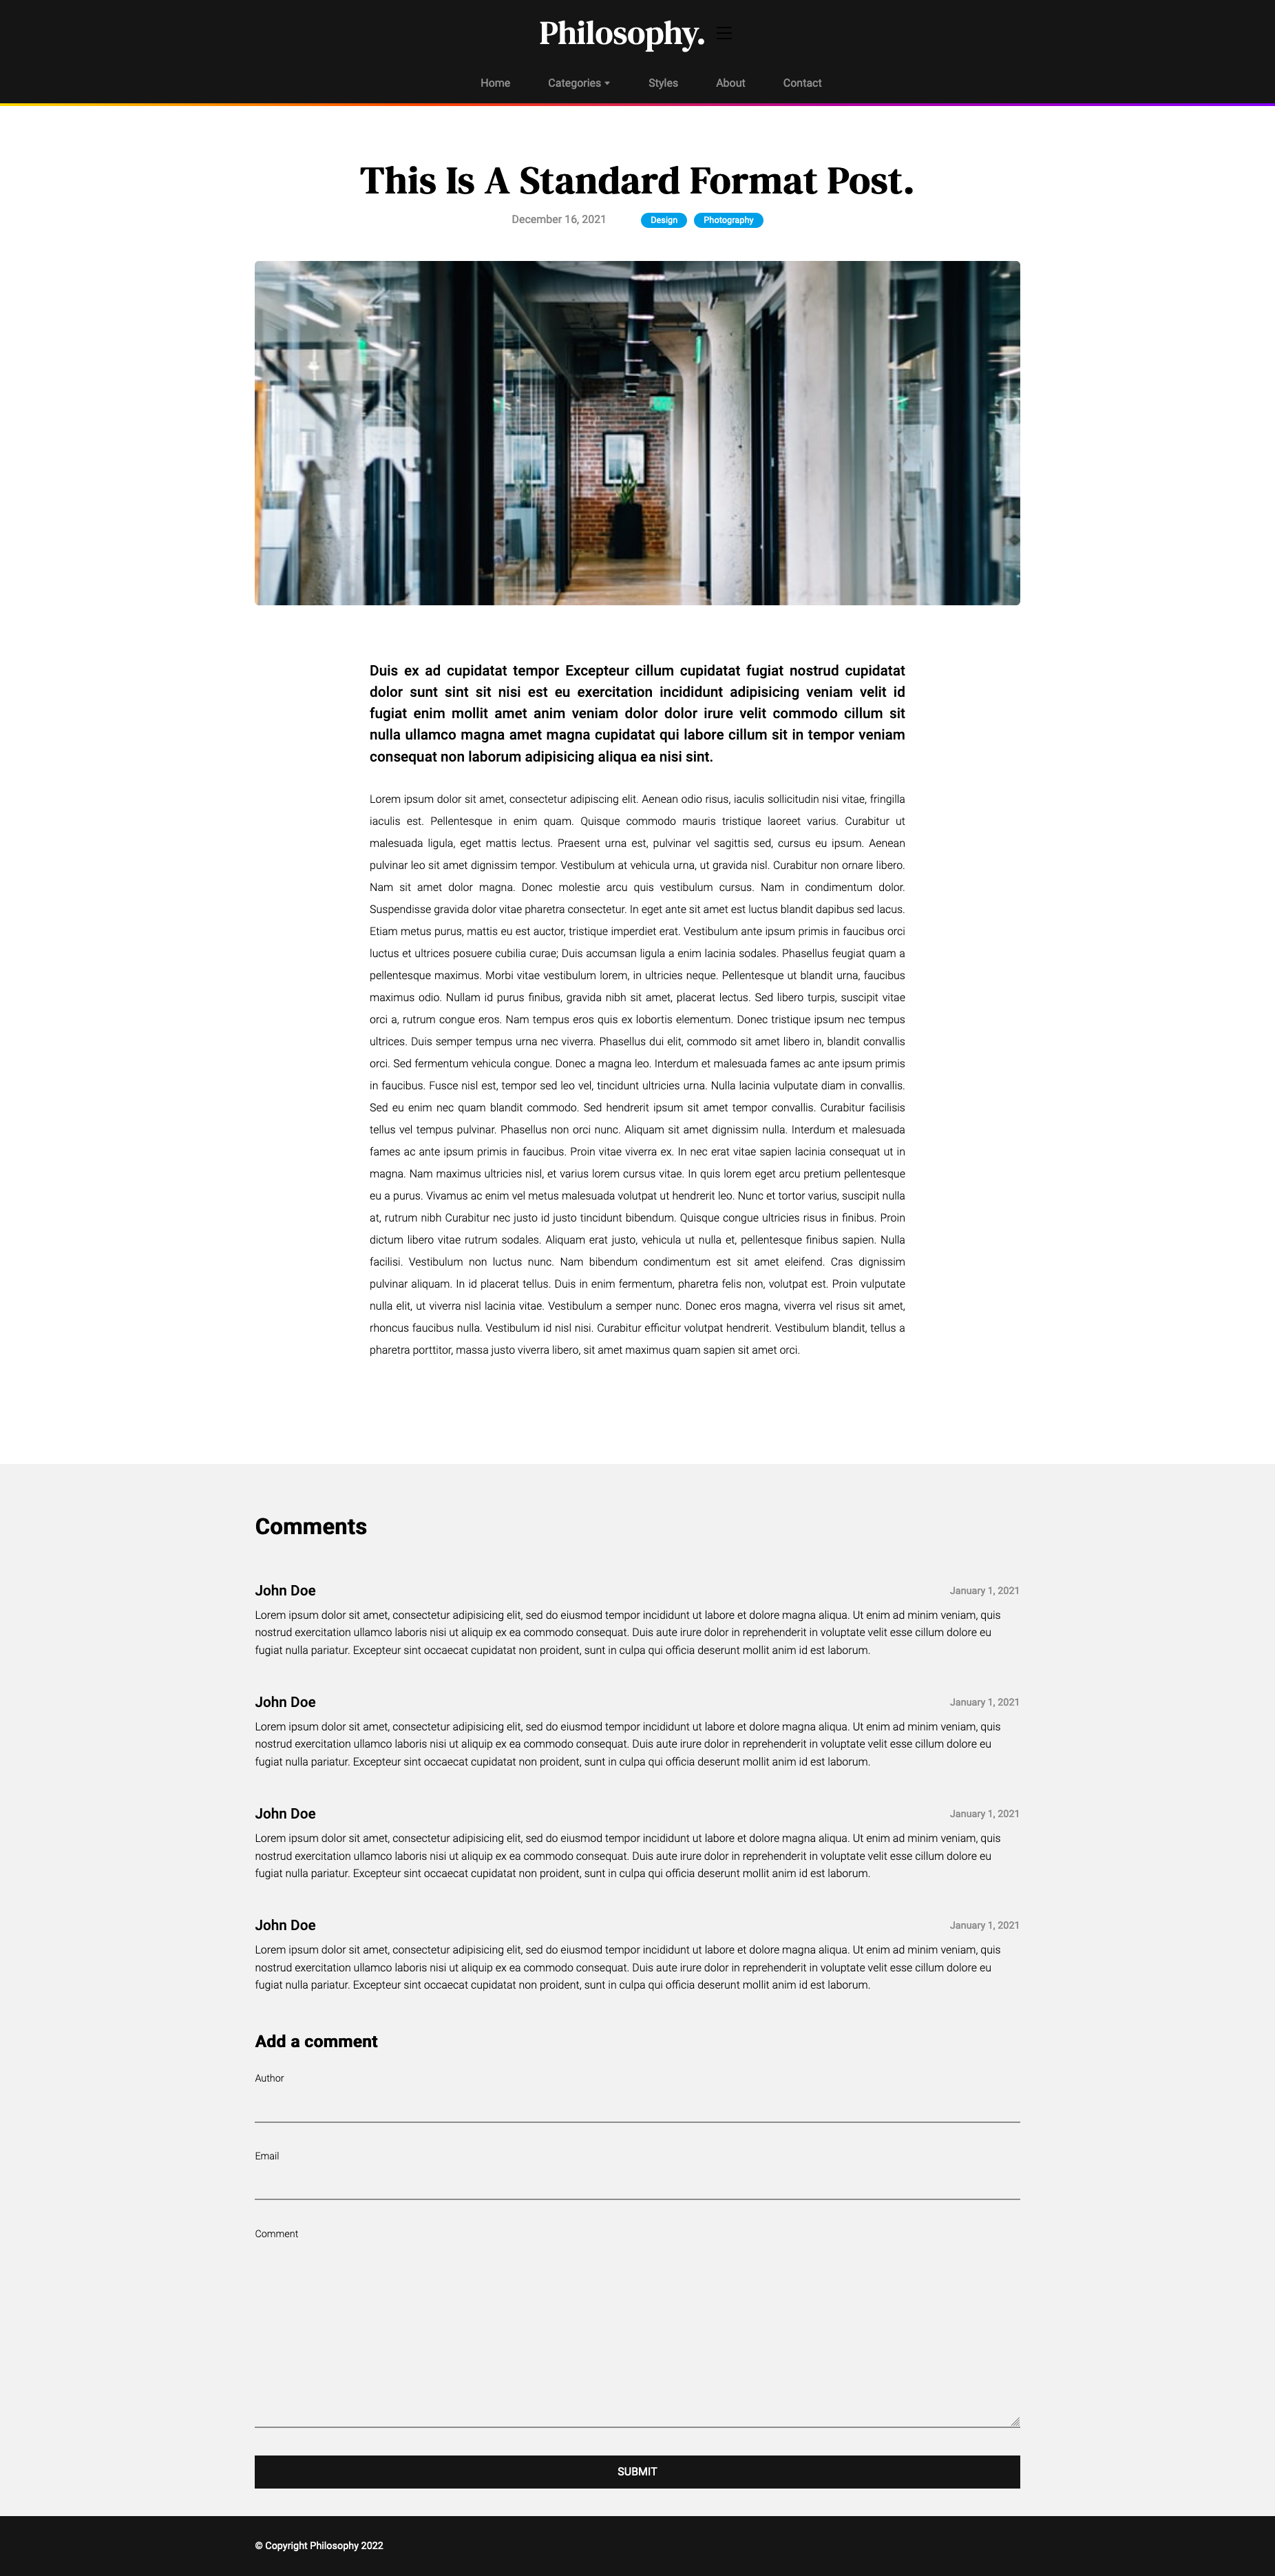 Philosophy.
Home Categories Styles About Contact
This Is A Standard Format Post.
December 16, 2021 Design Photography
Duis ex ad cupidatat tempor Excepteur cillum cupidatat fugiat nostrud cupidatat
dolor sunt sint sit nisi est eu exercitation incididunt adipisicing veniam velit id
fugiat enim mollit amet anim veniam dolor dolor irure velit commodo cillum sit
nulla ullamco magna amet magna cupidatat qui labore cillum sit in tempor veniam
consequat non laborum adipisicing aliqua ea nisi sint.
Lorem ipsum dolor sit amet, consectetur adipiscing elit. Aenean odio risus, iaculis sollicitudin nisi vitae, fringilla
iaculis est. Pellentesque in enim quam. Quisque commodo mauris tristique laoreet varius. Curabitur ut
malesuada ligula, eget mattis lectus. Praesent urna est, pulvinar vel sagittis sed, cursus eu ipsum. Aenean
pulvinar leo sit amet dignissim tempor. Vestibulum at vehicula urna, ut gravida nisl. Curabitur non ornare libero.
Nam sit amet dolor magna. Donec molestie arcu quis vestibulum cursus. Nam in condimentum dolor.
Suspendisse gravida dolor vitae pharetra consectetur. In eget ante sit amet est luctus blandit dapibus sed lacus.
Etiam metus purus, mattis eu est auctor, tristique imperdiet erat. Vestibulum ante ipsum primis in faucibus orci
luctus et ultrices posuere cubilia curae; Duis accumsan ligula a enim lacinia sodales. Phasellus feugiat quam a
pellentesque maximus. Morbi vitae vestibulum lorem, in ultricies neque. Pellentesque ut blandit urna, faucibus
maximus odio. Nullam id purus finibus, gravida nibh sit amet, placerat lectus. Sed libero turpis, suscipit vitae
orci a, rutrum congue eros. Nam tempus eros quis ex lobortis elementum. Donec tristique ipsum nec tempus
ultrices. Duis semper tempus urna nec viverra. Phasellus dui elit, commodo sit amet libero in, blandit convallis
orci. Sed fermentum vehicula congue. Donec a magna leo. Interdum et malesuada fames ac ante ipsum primis
in faucibus. Fusce nisl est, tempor sed leo vel, tincidunt ultricies urna. Nulla lacinia vulputate diam in convallis.
Sed eu enim nec quam blandit commodo. Sed hendrerit ipsum sit amet tempor convallis. Curabitur facilisis
tellus vel tempus pulvinar. Phasellus non orci nunc. Aliquam sit amet dignissim nulla. Interdum et malesuada
fames ac ante ipsum primis in faucibus. Proin vitae viverra ex. In nec erat vitae sapien lacinia consequat ut in
magna. Nam maximus ultricies nisl, et varius lorem cursus vitae. In quis lorem eget arcu pretium pellentesque
eu a purus. Vivamus ac enim vel metus malesuada volutpat ut hendrerit leo. Nunc et tortor varius, suscipit nulla
at, rutrum nibh Curabitur nec justo id justo tincidunt bibendum. Quisque congue ultricies risus in finibus. Proin
dictum libero vitae rutrum sodales. Aliquam erat justo, vehicula ut nulla et, pellentesque finibus sapien. Nulla
facilisi. Vestibulum non luctus nunc. Nam bibendum condimentum est sit amet eleifend. Cras dignissim
pulvinar aliquam. In id placerat tellus. Duis in enim fermentum, pharetra felis non, volutpat est. Proin vulputate
nulla elit, ut viverra nisl lacinia vitae. Vestibulum a semper nunc. Donec eros magna, viverra vel risus sit amet,
rhoncus faucibus nulla. Vestibulum id nisl nisi. Curabitur efficitur volutpat hendrerit. Vestibulum blandit, tellus a
pharetra porttitor, massa justo viverra libero, sit amet maximus quam sapien sit amet orci.
Comments
John Doe January 1, 2021
Lorem ipsum dolor sit amet, consectetur adipisicing elit, sed do eiusmod tempor incididunt ut labore et dolore magna aliqua. Ut enim ad minim veniam, quis
nostrud exercitation ullamco laboris nisi ut aliquip ex ea commodo consequat. Duis aute irure dolor in reprehenderit in voluptate velit esse cillum dolore eu
fugiat nulla pariatur. Excepteur sint occaecat cupidatat non proident, sunt in culpa qui officia deserunt mollit anim id est laborum.
John Doe January 1, 2021
Lorem ipsum dolor sit amet, consectetur adipisicing elit, sed do eiusmod tempor incididunt ut labore et dolore magna aliqua. Ut enim ad minim veniam, quis
nostrud exercitation ullamco laboris nisi ut aliquip ex ea commodo consequat. Duis aute irure dolor in reprehenderit in voluptate velit esse cillum dolore eu
fugiat nulla pariatur. Excepteur sint occaecat cupidatat non proident, sunt in culpa qui officia deserunt mollit anim id est laborum.
John Doe January 1, 2021
Lorem ipsum dolor sit amet, consectetur adipisicing elit, sed do eiusmod tempor incididunt ut labore et dolore magna aliqua. Ut enim ad minim veniam, quis
nostrud exercitation ullamco laboris nisi ut aliquip ex ea commodo consequat. Duis aute irure dolor in reprehenderit in voluptate velit esse cillum dolore eu
fugiat nulla pariatur. Excepteur sint occaecat cupidatat non proident, sunt in culpa qui officia deserunt mollit anim id est laborum.
John Doe January 1, 2021
Lorem ipsum dolor sit amet, consectetur adipisicing elit, sed do eiusmod tempor incididunt ut labore et dolore magna aliqua. Ut enim ad minim veniam, quis
nostrud exercitation ullamco laboris nisi ut aliquip ex ea commodo consequat. Duis aute irure dolor in reprehenderit in voluptate velit esse cillum dolore eu
fugiat nulla pariatur. Excepteur sint occaecat cupidatat non proident, sunt in culpa qui officia deserunt mollit anim id est laborum.
Add a comment
Author
Email
Comment
SUBMIT
© Copyright Philosophy 2022